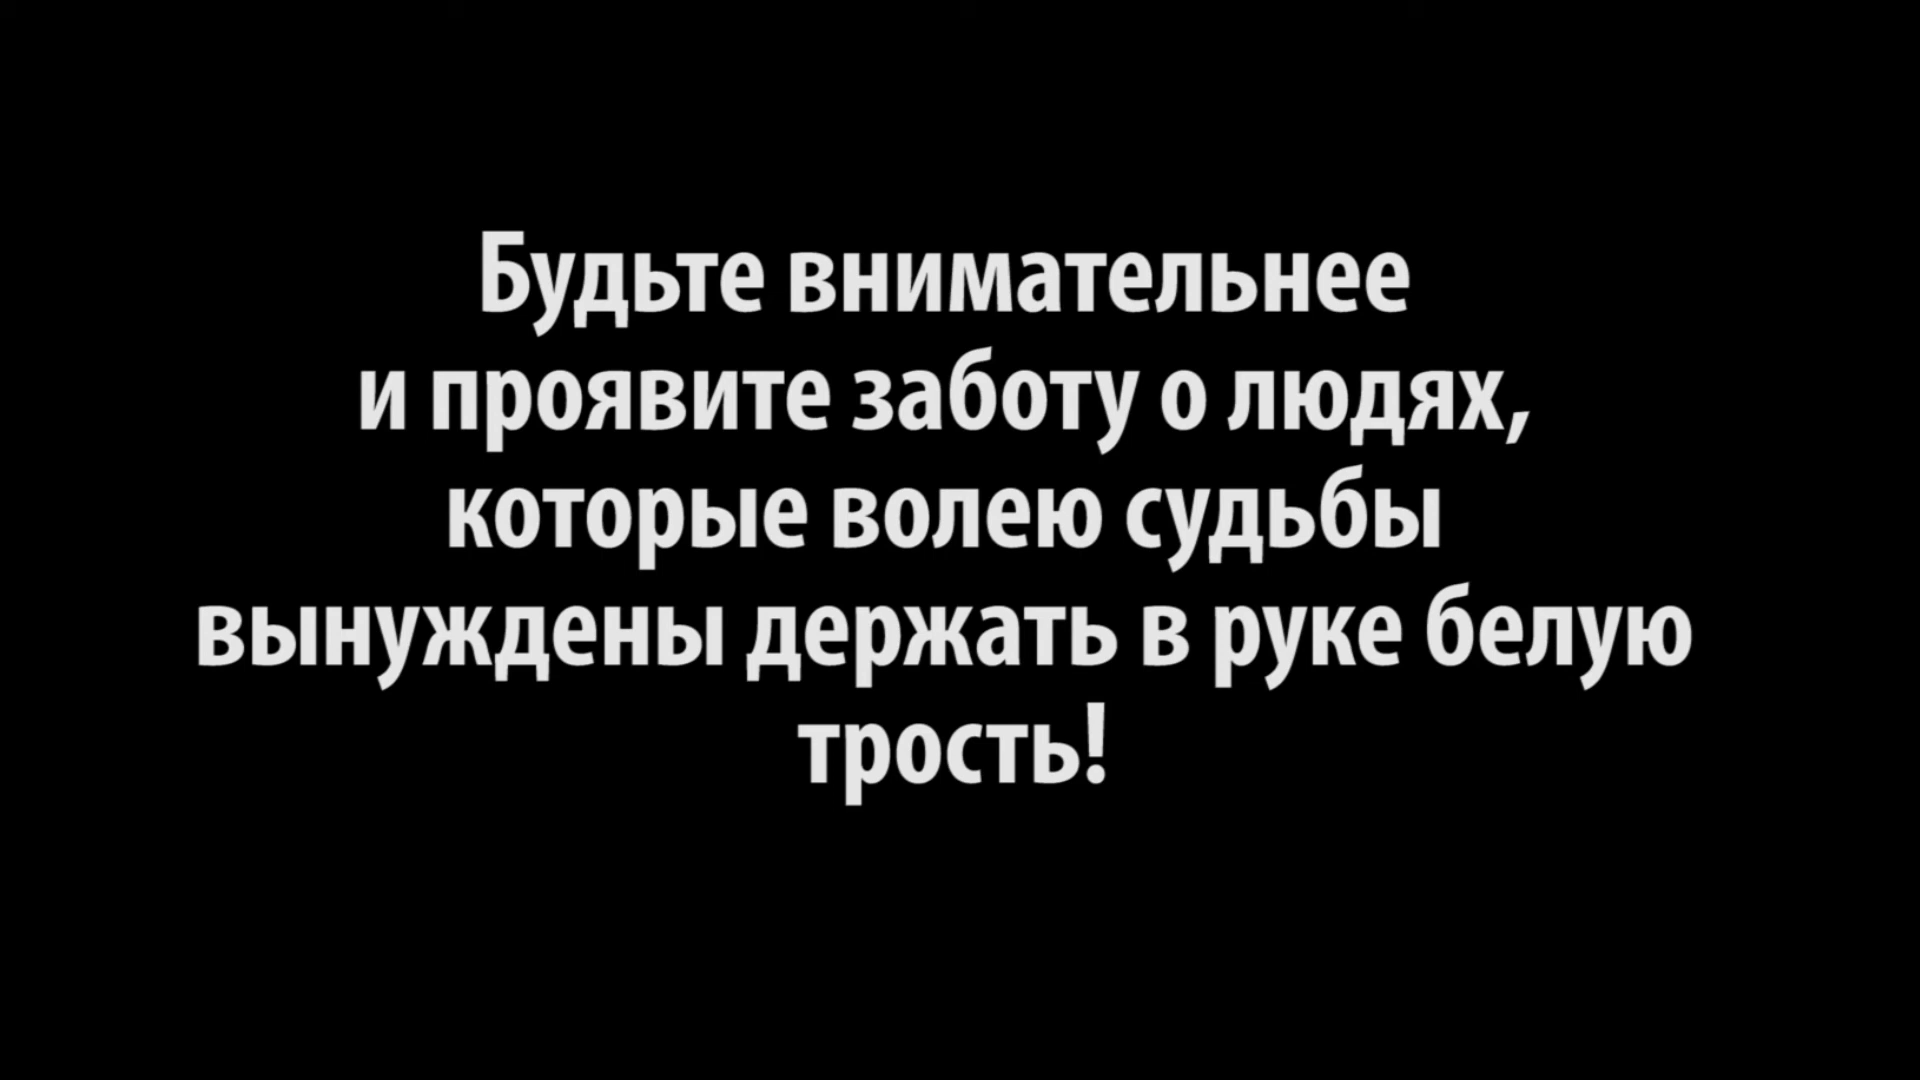 Будьте внимательнее
и проявите заботу о людях,
которые волею судьбы
вынуждены держать в руке белую
трость!